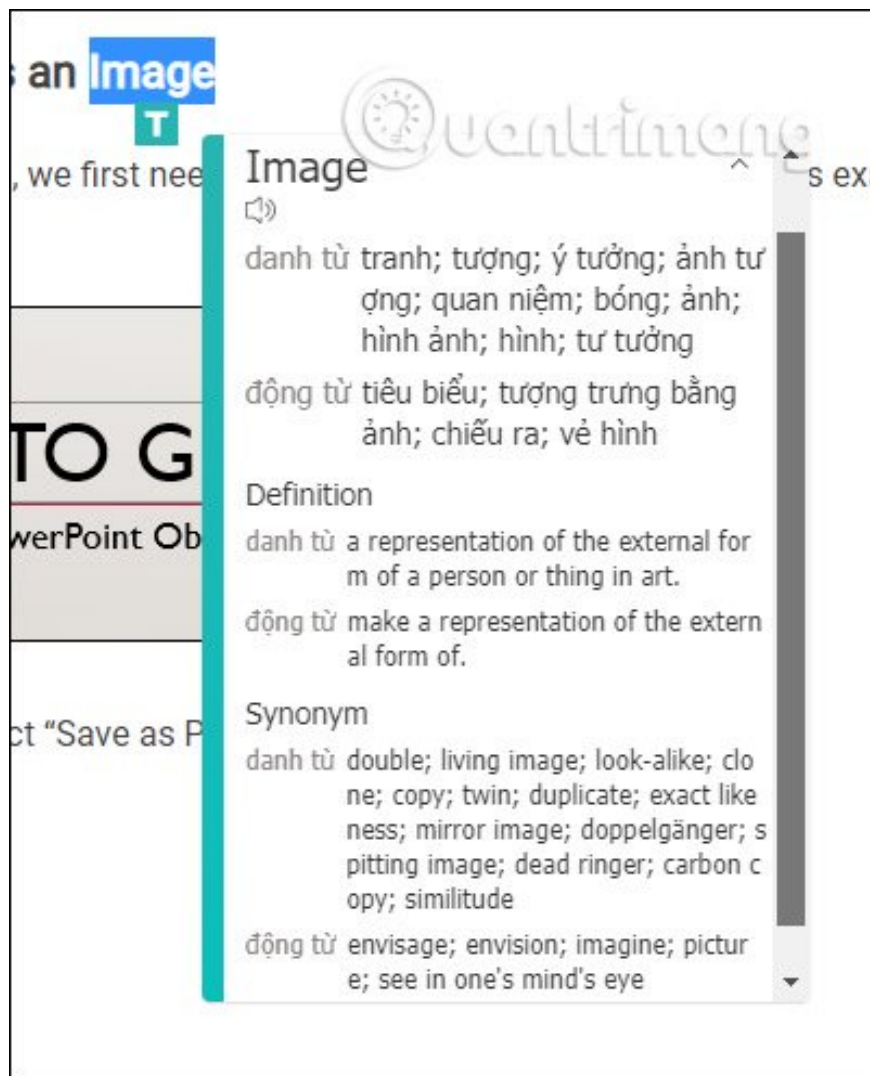 s an Image
T
Quantrimang
, we first nee
s exa
Image
danh từ tranh; tượng; ý tưởng; ảnh tư
ợng; quan niệm; bóng; ảnh;
hình ảnh; hình; tư tưởng
động từ tiêu biểu; tượng trưng bằng
ảnh; chiếu ra; vẻ hình
TO G
werPoint Ob
Definition
danh từ a representation of the external for
m of a person or thing in art.
động từ make a representation of the extern
al form of.
ct “Save as P
Synonym
danh từ double; living image; look-alike; clo
ne; copy; twin; duplicate; exact like
ness; mirror image; doppelgänger; s
pitting image; dead ringer; carbon c
opy; similitude
động từ envisage; envision; imagine; pictur
e; see in one's mind's eye